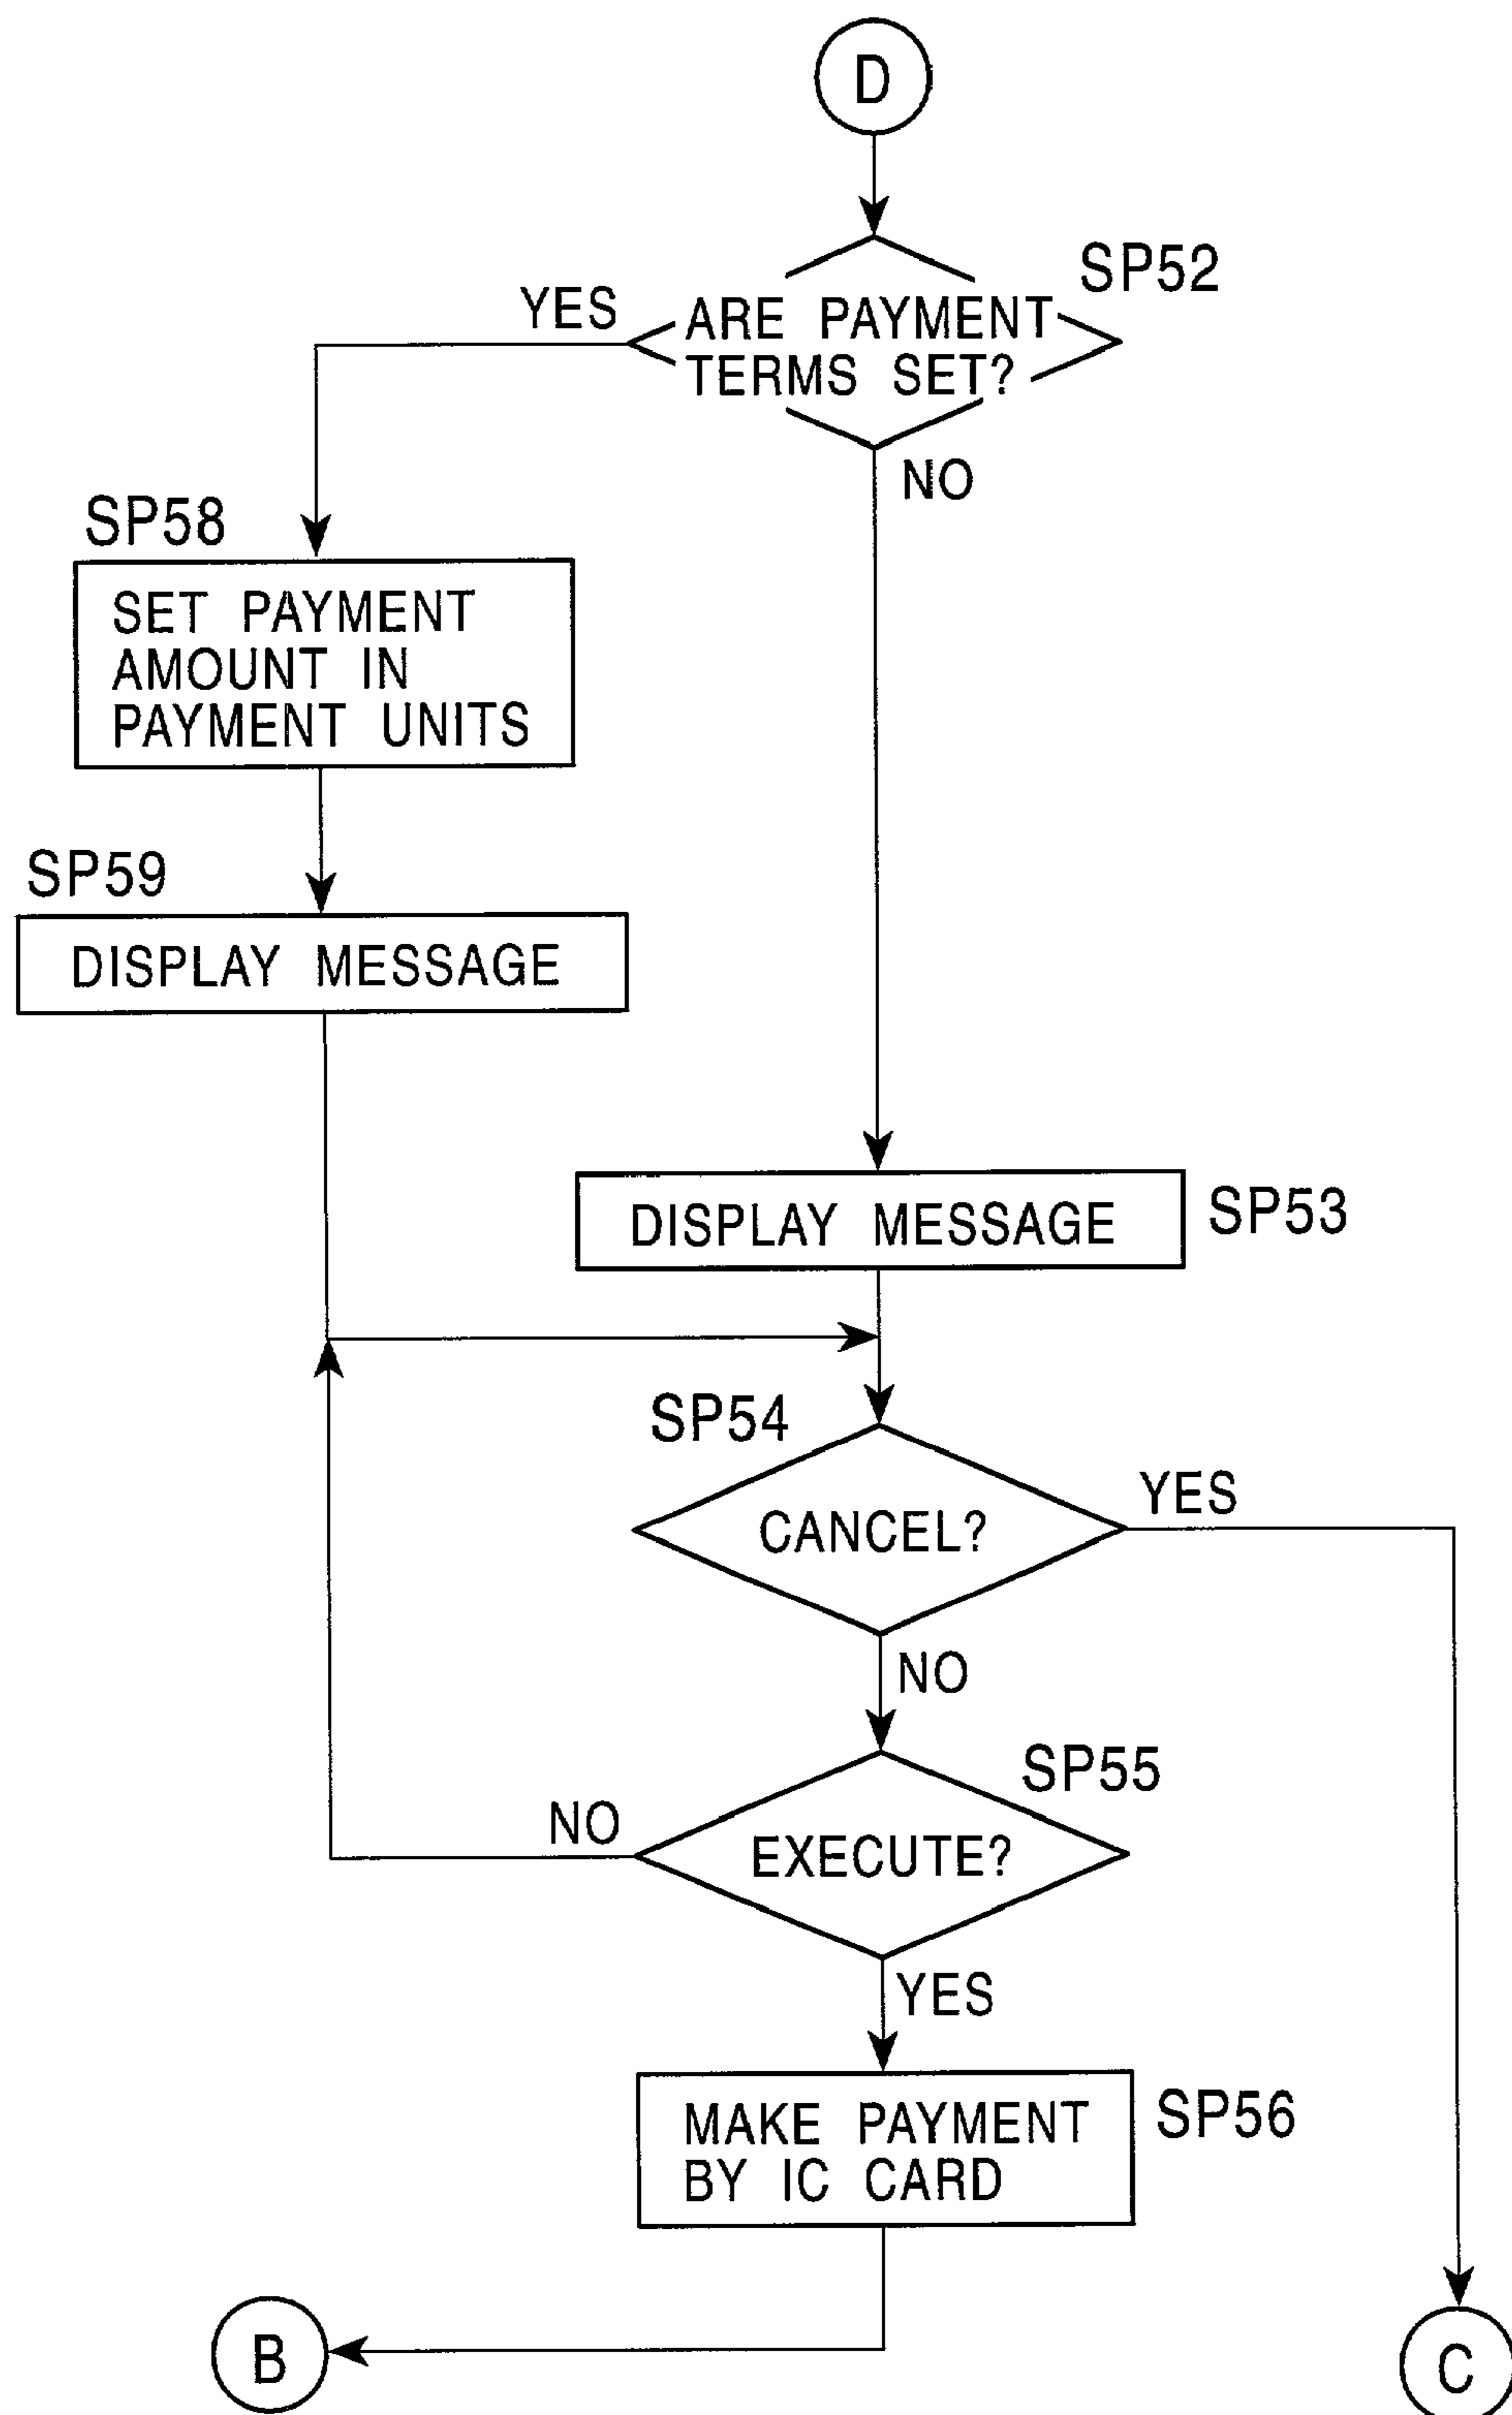 D
SP52
YES
ARE PAYMENT
TERMS SET?
NO
SP58
SET PAYMENT
AMOUNT IN
PAYMENT UNITS
SP59
DISPLAY MESSAGE
DISPLAY MESSAGE
SP53
SP54
CANCEL?
YES
NO
SP55
NO
EXECUTE?
YES
MAKE PAYMENT
BY IC CARD
SP56
B
C